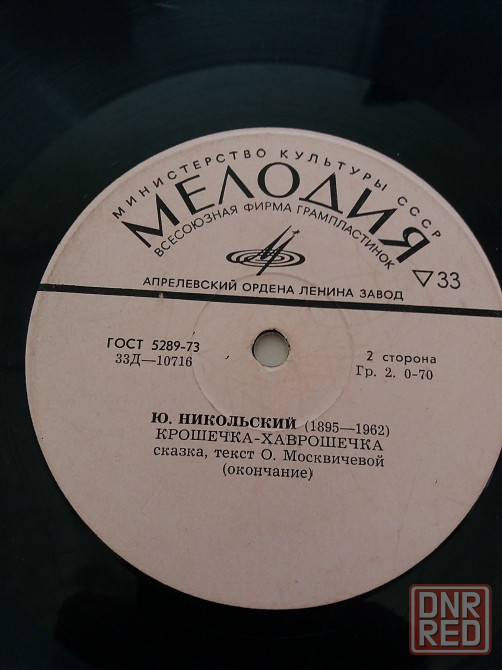 МИНИСТЕРСТВО КУЛЬТУРЫ СССР
МЕЛОДИЯ
ВСЕСОЮЗНАЯ ФИРМА ГРАМПЛАСТИНОК
▽33
АПРЕЛЕВСКИЙ ОРДЕНА ЛЕНИНА ЗАВОД
ГОСТ 5289-73
33Д—10716
2 сторона
Гр. 2. 0-70
Ю. НИКОЛЬСКИЙ (1895—1962)
КРОШЕЧКА-ХАВРОШЕЧКА
сказка, текст О. Москвичевой
(окончание)
DNR
RED